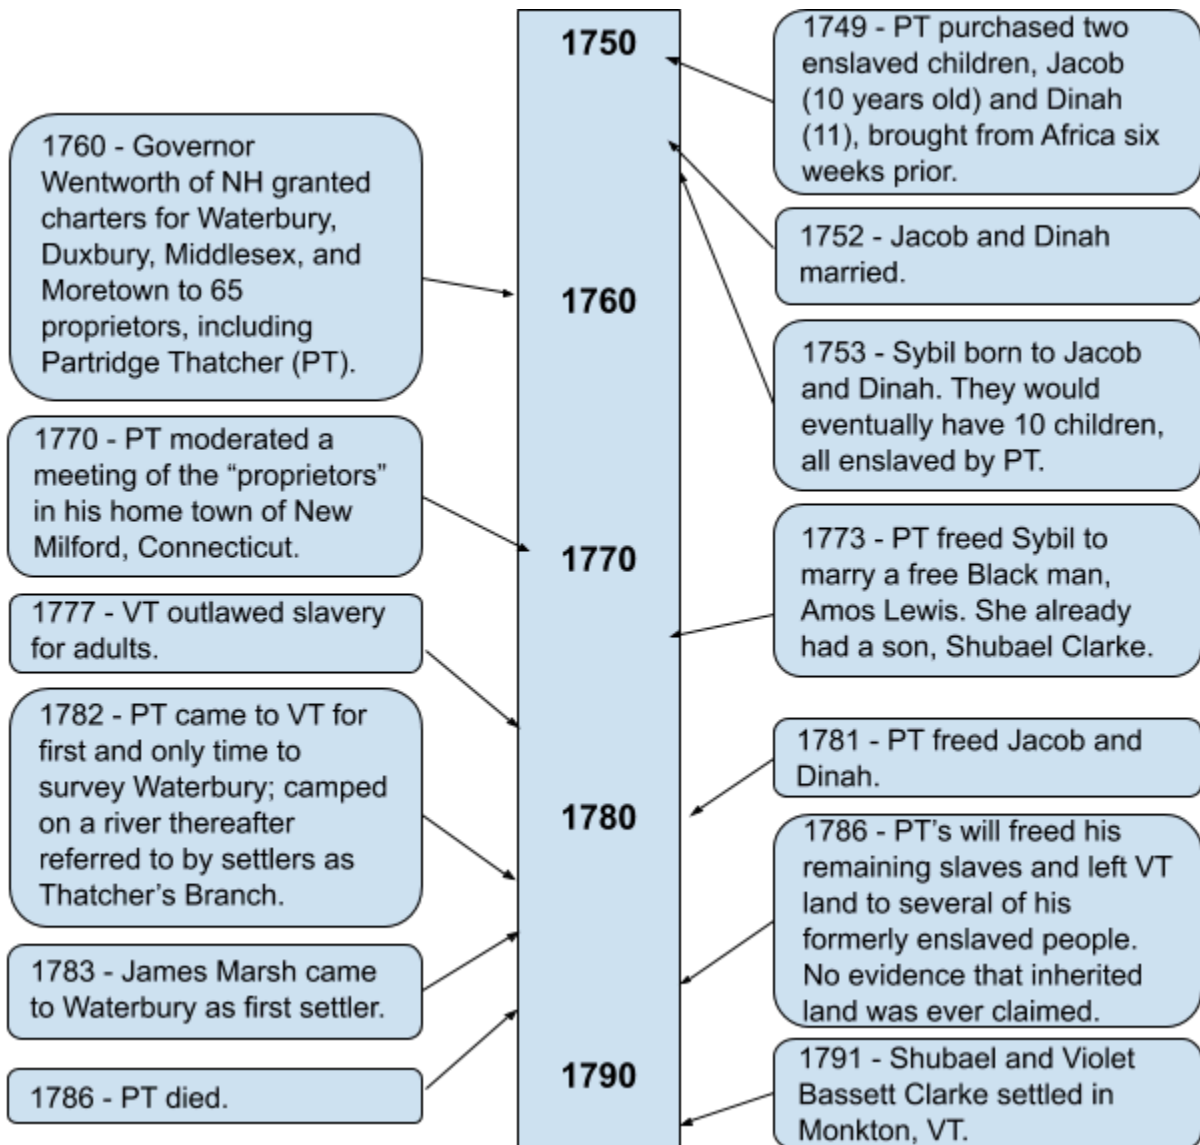 1750
1760
1770
1780
1790
1760 - Governor
Wentworth of NH granted
charters for Waterbury,
Duxbury, Middlesex, and
Moretown to 65
proprietors, including
Partridge Thatcher (PT).
1770 - PT moderated a
meeting of the “proprietors”
in his home town of New
Milford, Connecticut.
1777 - VT outlawed slavery
for adults.
1782 - PT came to VT for
first and only time to
survey Waterbury; camped
on a river thereafter
referred to by settlers as
Thatcher’s Branch.
1783 - James Marsh came
to Waterbury as first settler.
1786 - PT died.
1749 - PT purchased two
enslaved children, Jacob
(10 years old) and Dinah
(11), brought from Africa six
weeks prior.
1752 - Jacob and Dinah
married.
1753 - Sybil born to Jacob
and Dinah. They would
eventually have 10 children,
all enslaved by PT.
1773 - PT freed Sybil to
marry a free Black man,
Amos Lewis. She already
had a son, Shubael Clarke.
1781 - PT freed Jacob and
Dinah.
1786 - PT’s will freed his
remaining slaves and left VT
land to several of his
formerly enslaved people.
No evidence that inherited
land was ever claimed.
1791 - Shubael and Violet
Bassett Clarke settled in
Monkton, VT.